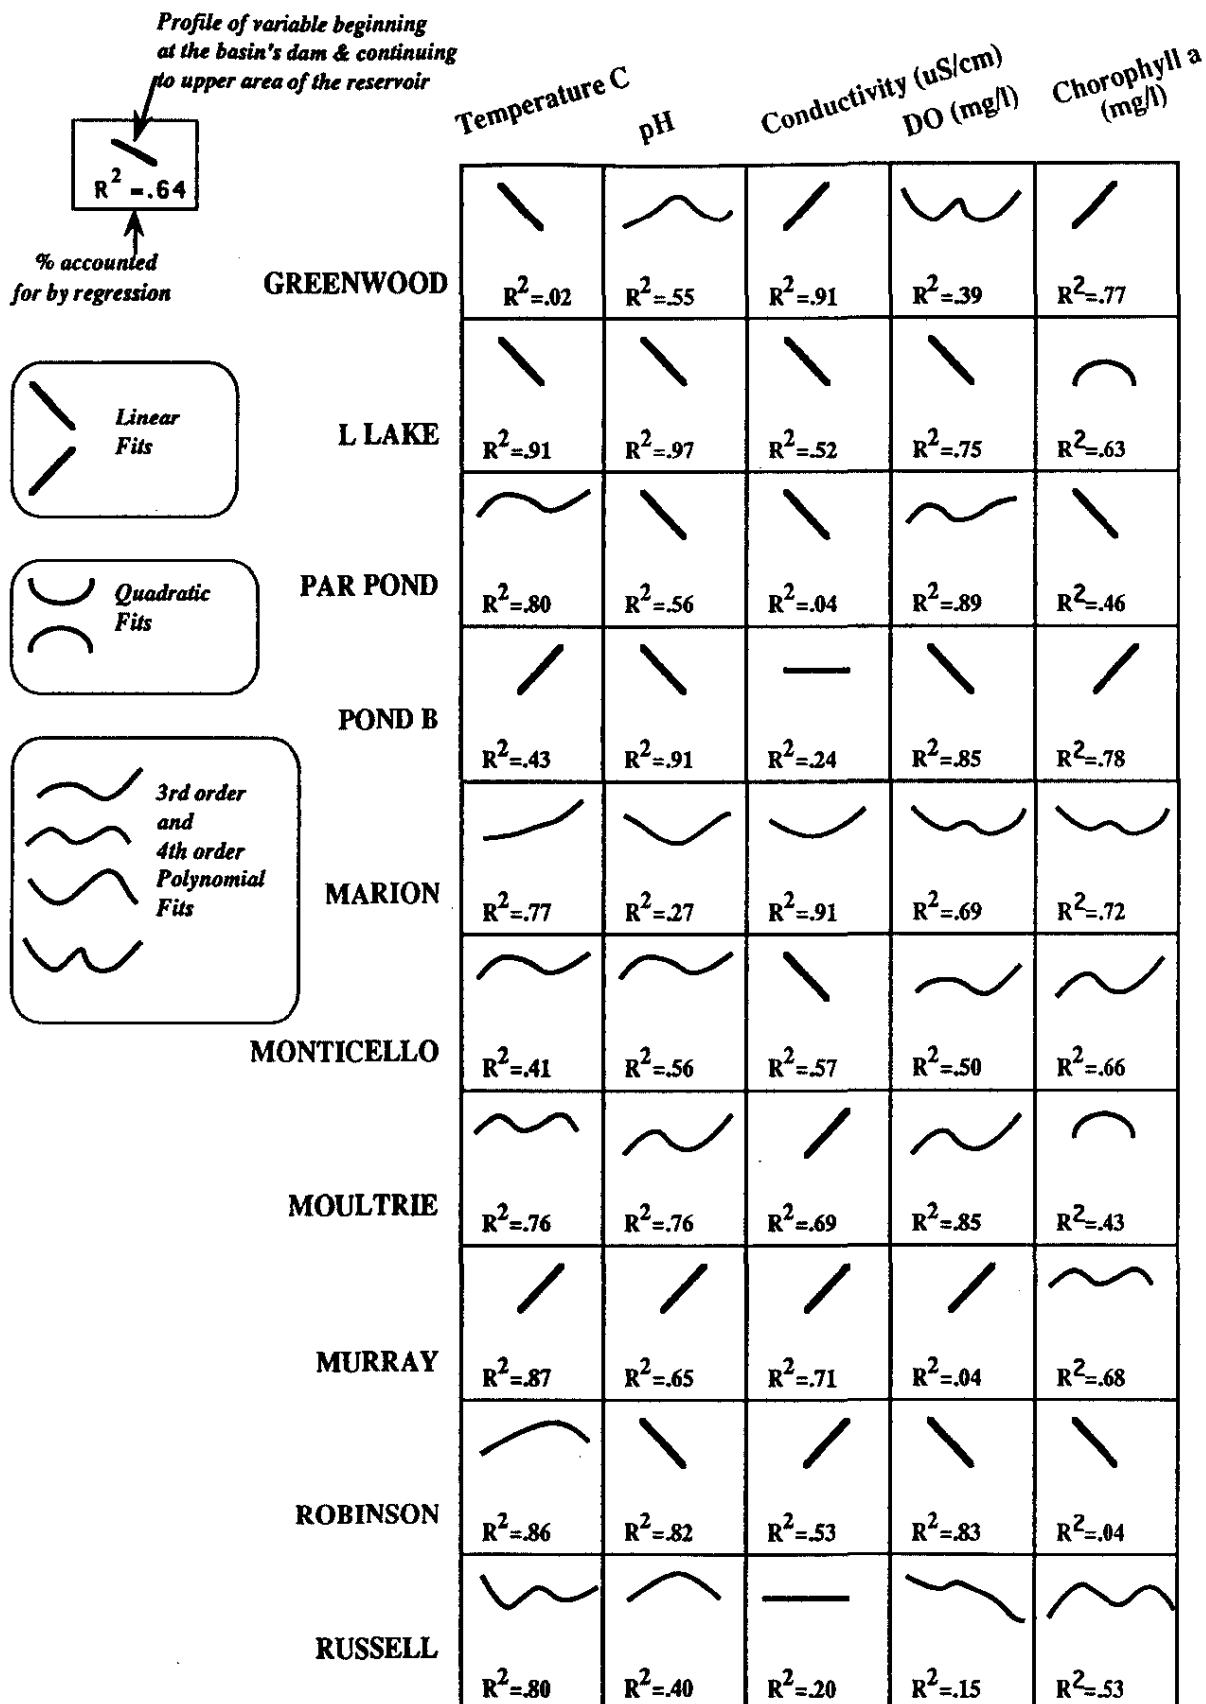 Profile of variable beginning
at the basin's dam & continuing
to upper area of the reservoir
R² =.64
% accounted
for by regression
Linear
Fits
Quadratic
Fits
3rd order
and
4th order
Polynomial
Fits
Temperature C pH Conductivity (uS/cm) DO (mg/l) Chorophyll a (mg/l)
GREENWOOD R²=.02 R²=.55 R²=.91 R²=.39 R²=.77
L LAKE R²=.91 R²=.97 R²=.52 R²=.75 R²=.63
PAR POND R²=.80 R²=.56 R²=.04 R²=.89 R²=.46
POND B R²=.43 R²=.91 R²=.24 R²=.85 R²=.78
MARION R²=.77 R²=.27 R²=.91 R²=.69 R²=.72
MONTICELLO R²=.41 R²=.56 R²=.57 R²=.50 R²=.66
MOULTRIE R²=.76 R²=.76 R²=.69 R²=.85 R²=.43
MURRAY R²=.87 R²=.65 R²=.71 R²=.04 R²=.68
ROBINSON R²=.86 R²=.82 R²=.53 R²=.83 R²=.04
RUSSELL R²=.80 R²=.40 R²=.20 R²=.15 R²=.53